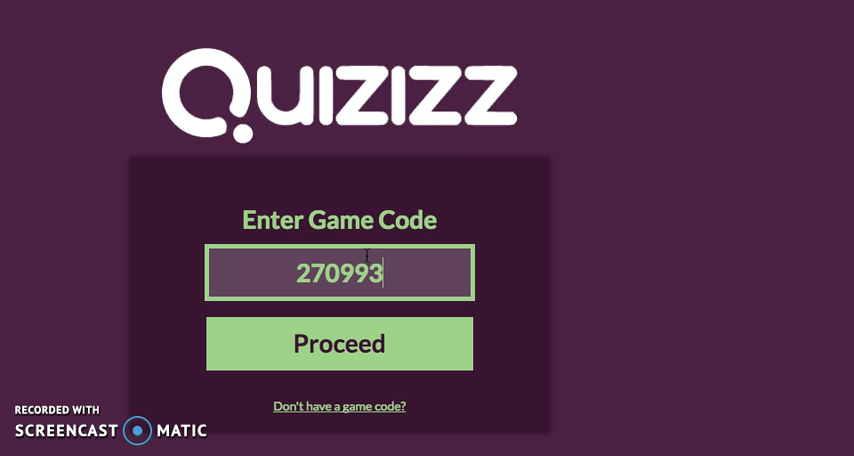 Quizizz
Enter Game Code
270993
Proceed
Don't have a game code?
RECORDED WITH
SCREENCAST MATIC